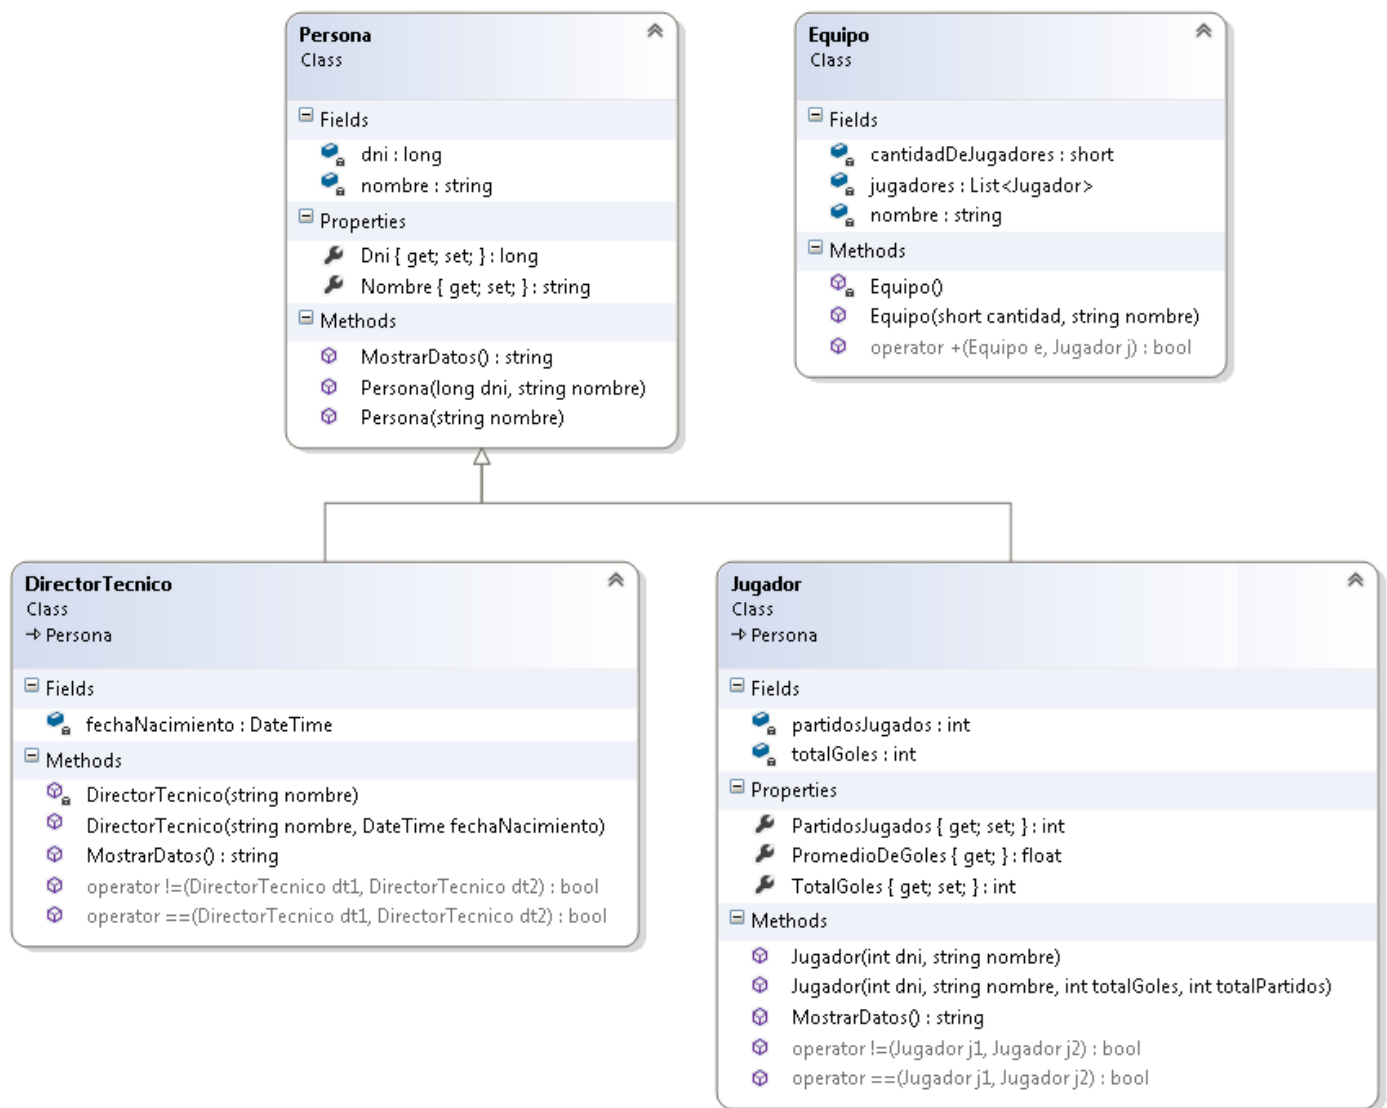 Persona
Class
Fields
dni : long
nombre : string
Properties
Dni { get; set; } : long
Nombre { get; set; } : string
Methods
MostrarDatos() : string
Persona(long dni, string nombre)
Persona(string nombre)
Equipo
Class
Fields
cantidadDeJugadores : short
jugadores : List<Jugador>
nombre : string
Methods
Equipo()
Equipo(short cantidad, string nombre)
operator +(Equipo e, Jugador j) : bool
DirectorTecnico
Class
Persona
Fields
fechaNacimiento : DateTime
Methods
DirectorTecnico(string nombre)
DirectorTecnico(string nombre, DateTime fechaNacimiento)
MostrarDatos() : string
operator !=(DirectorTecnico dt1, DirectorTecnico dt2) : bool
operator ==(DirectorTecnico dt1, DirectorTecnico dt2) : bool
Jugador
Class
Persona
Fields
partidosJugados : int
totalGoles : int
Properties
PartidosJugados { get; set; } : int
PromedioDeGoles { get; } : float
TotalGoles { get; set; } : int
Methods
Jugador(int dni, string nombre)
Jugador(int dni, string nombre, int totalGoles, int totalPartidos)
MostrarDatos() : string
operator !=(Jugador j1, Jugador j2) : bool
operator ==(Jugador j1, Jugador j2) : bool